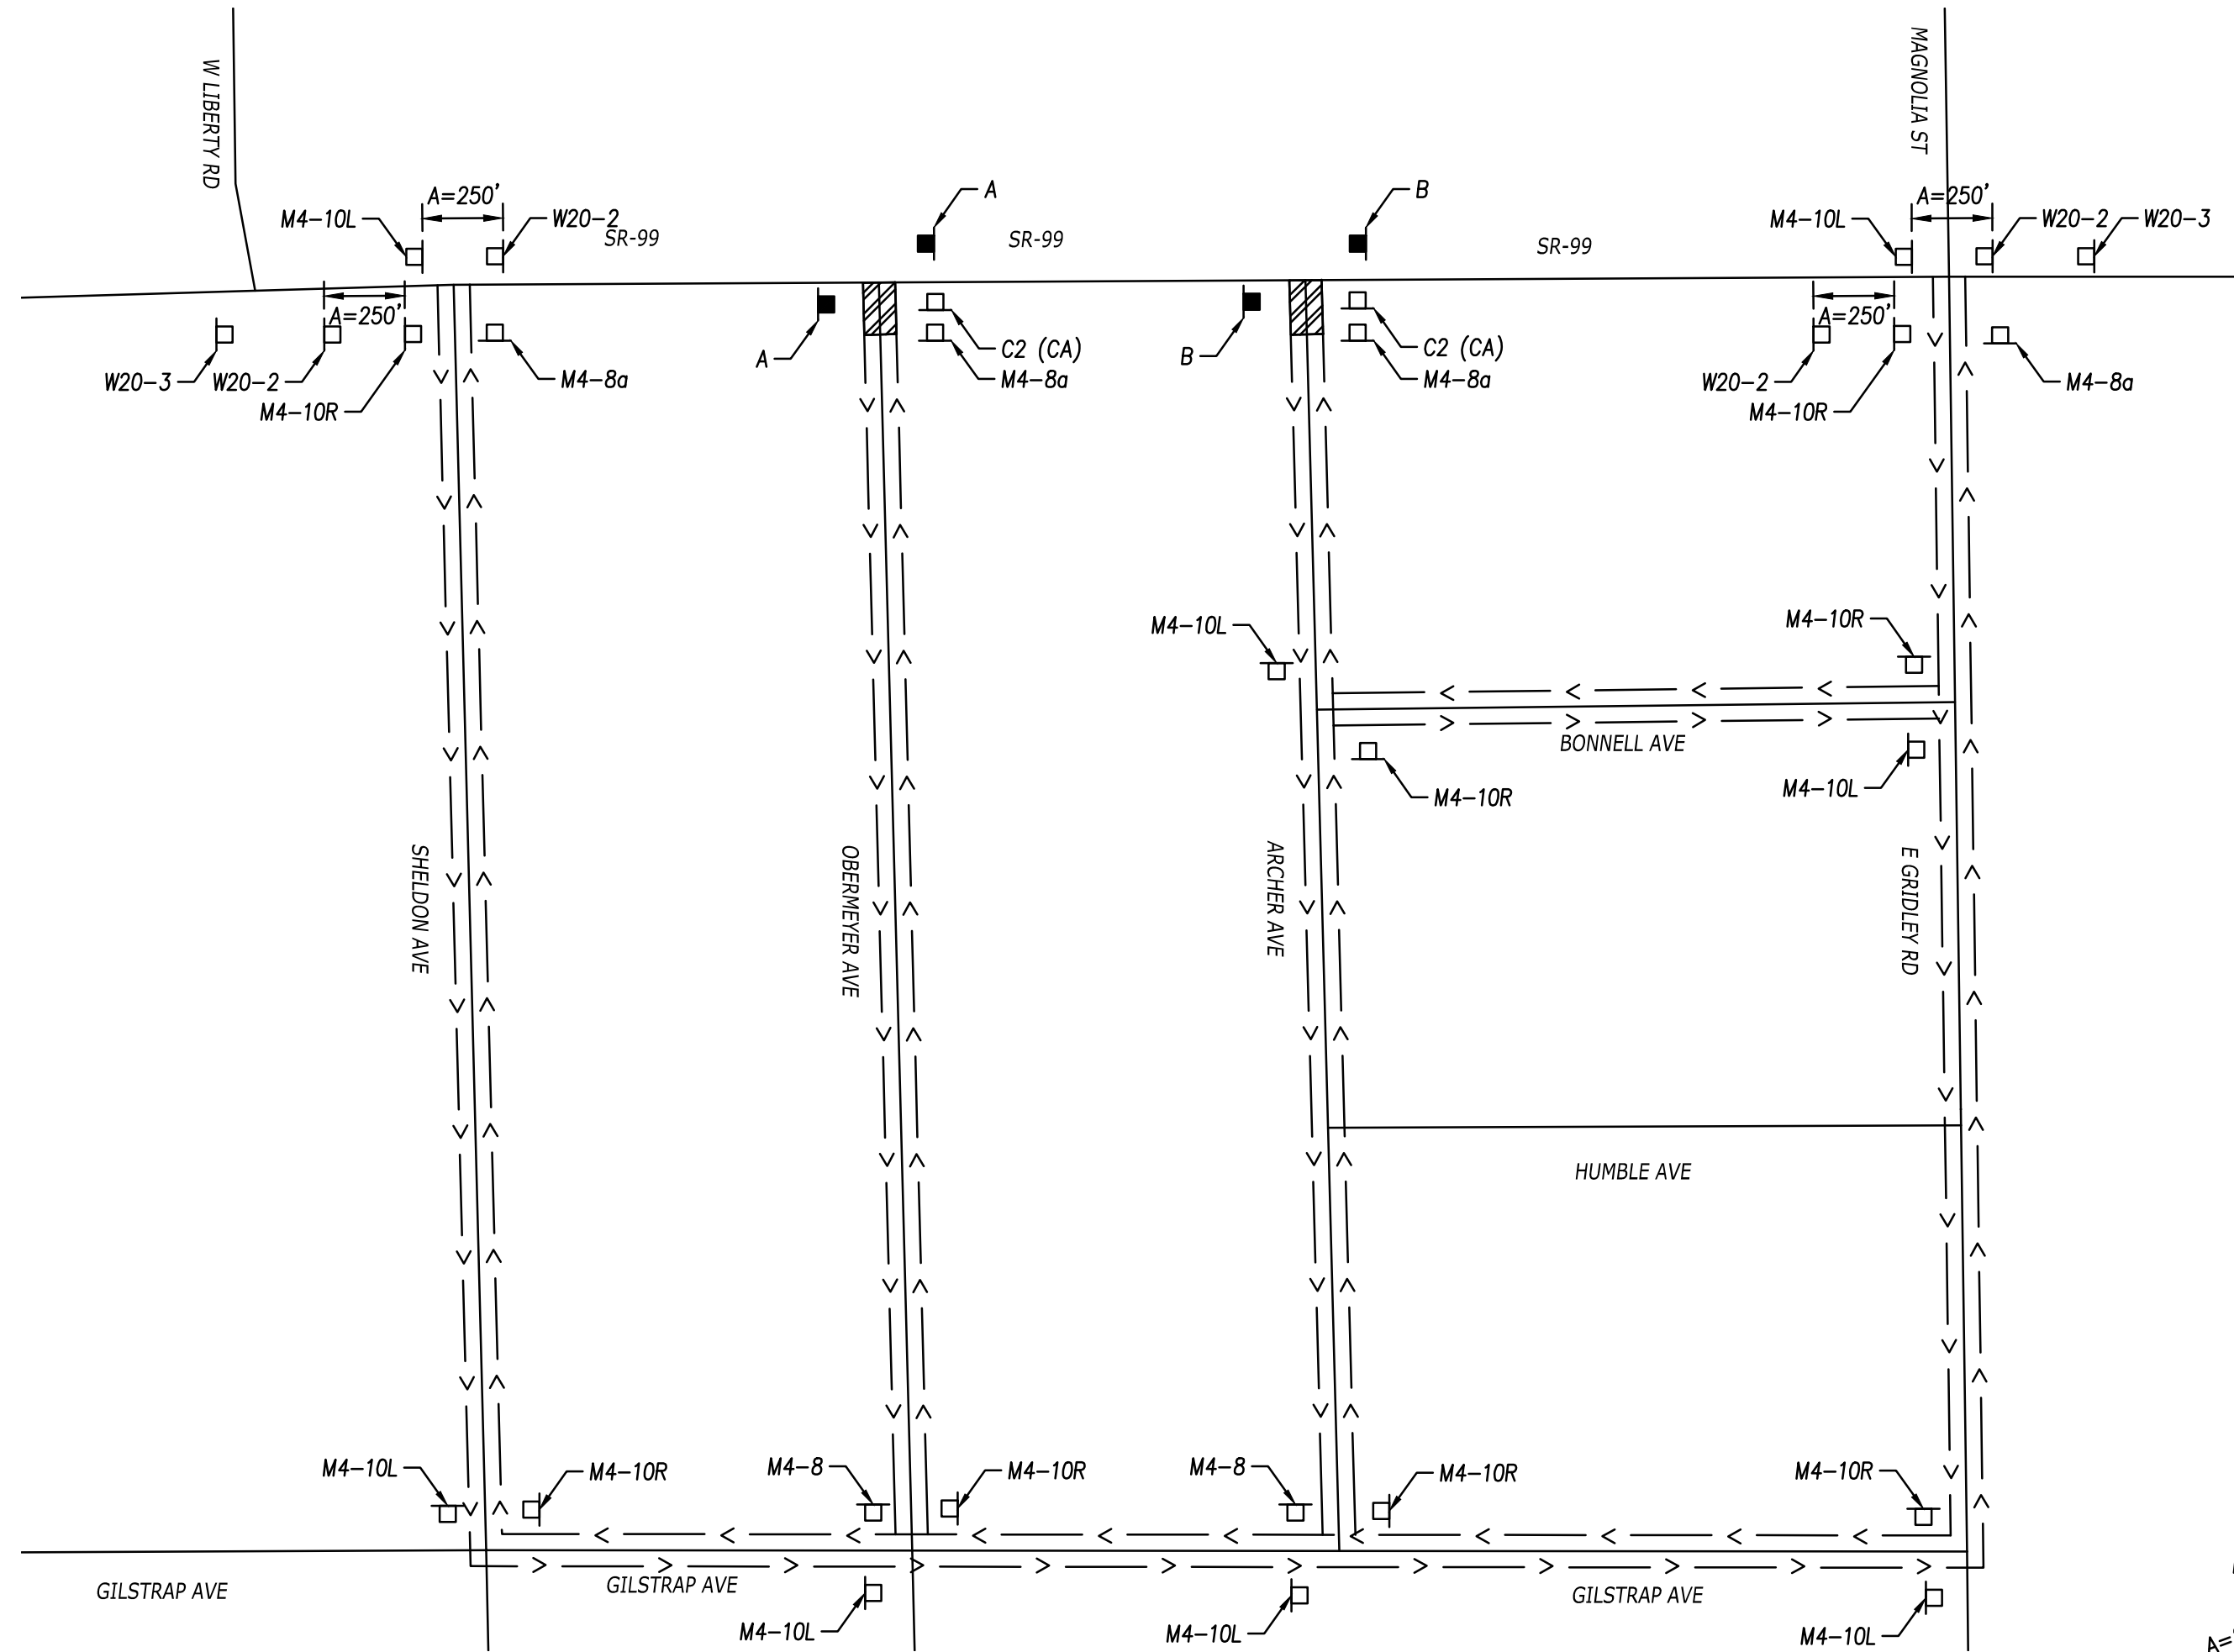 W LIBERTY RD
MAGNOLIA ST
A=250'
M4-10L
W20-2
SR-99
A
SR-99
B
SR-99
A=250'
M4-10L
W20-2
W20-3
A=250'
W20-3
W20-2
M4-10R
M4-8a
A
C2 (CA)
M4-8a
B
C2 (CA)
M4-8a
A=250'
W20-2
M4-10R
M4-8a
M4-10L
M4-10R
BONNELL AVE
M4-10R
M4-10L
SHELDON AVE
OBERMEYER AVE
ARCHER AVE
E GRIDLEY RD
HUMBLE AVE
M4-10L
M4-10R
M4-8
M4-10R
M4-8
M4-10R
M4-10R
GILSTRAP AVE
GILSTRAP AVE
GILSTRAP AVE
M4-10L
M4-10L
M4-10L